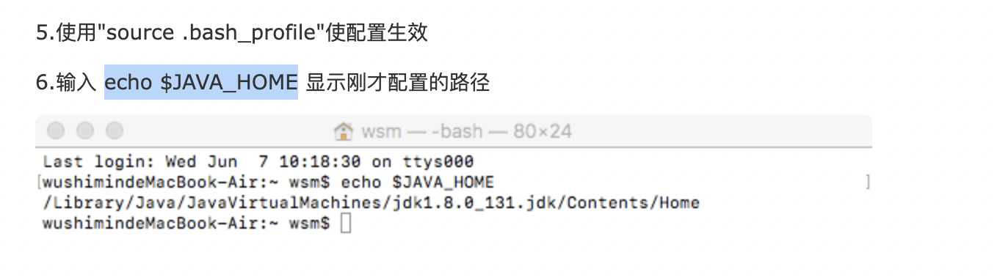 5.使用"source .bash_profile"使配置生效
6.输入 echo $JAVA_HOME 显示刚才配置的路径
wsm — -bash — 80×24
Last login: Wed Jun  7 10:18:30 on ttys000
[wushimindeMacBook-Air:~ wsm$ echo $JAVA_HOME ]
/Library/Java/JavaVirtualMachines/jdk1.8.0_131.jdk/Contents/Home
wushimindeMacBook-Air:~ wsm$